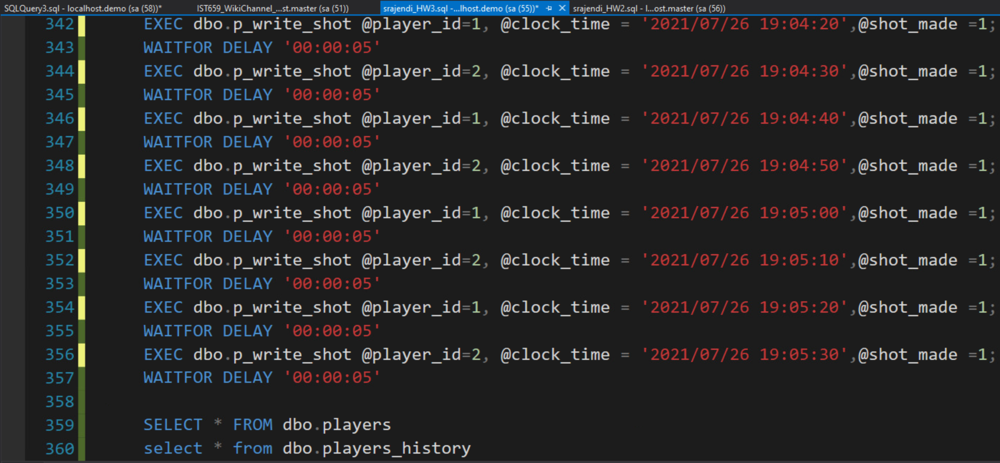 SQLQuery3.sql - localhost.demo (sa (58))* IST659_WikiChannel_...st.master (sa (51)) srajendi_HW3.sql -...lhost.demo (sa (55))* srajendi_HW2.sql - l...ost.master (sa (56))
342 EXEC dbo.p_write_shot @player_id=1, @clock_time = '2021/07/26 19:04:20',@shot_made =1;
343 WAITFOR DELAY '00:00:05'
344 EXEC dbo.p_write_shot @player_id=2, @clock_time = '2021/07/26 19:04:30',@shot_made =1;
345 WAITFOR DELAY '00:00:05'
346 EXEC dbo.p_write_shot @player_id=1, @clock_time = '2021/07/26 19:04:40',@shot_made =1;
347 WAITFOR DELAY '00:00:05'
348 EXEC dbo.p_write_shot @player_id=2, @clock_time = '2021/07/26 19:04:50',@shot_made =1;
349 WAITFOR DELAY '00:00:05'
350 EXEC dbo.p_write_shot @player_id=1, @clock_time = '2021/07/26 19:05:00',@shot_made =1;
351 WAITFOR DELAY '00:00:05'
352 EXEC dbo.p_write_shot @player_id=2, @clock_time = '2021/07/26 19:05:10',@shot_made =1;
353 WAITFOR DELAY '00:00:05'
354 EXEC dbo.p_write_shot @player_id=1, @clock_time = '2021/07/26 19:05:20',@shot_made =1;
355 WAITFOR DELAY '00:00:05'
356 EXEC dbo.p_write_shot @player_id=2, @clock_time = '2021/07/26 19:05:30',@shot_made =1;
357 WAITFOR DELAY '00:00:05'
358
359 SELECT * FROM dbo.players
360 select * from dbo.players_history